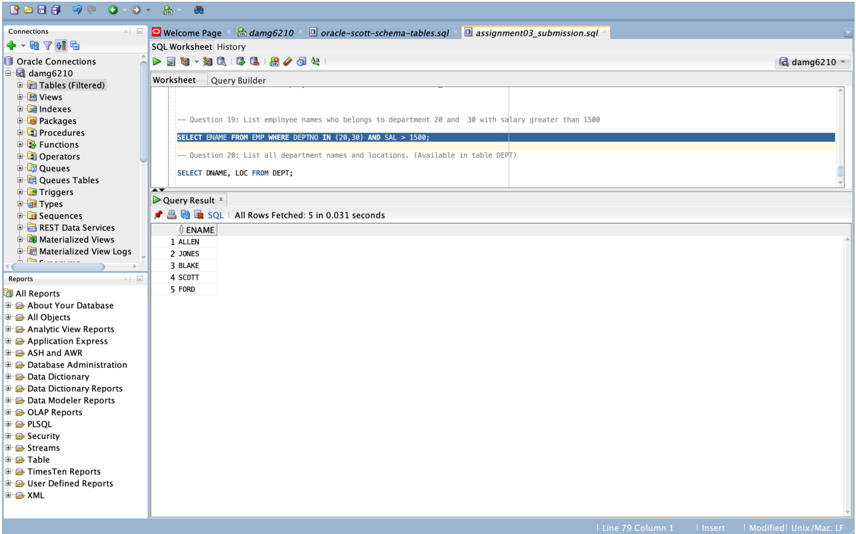 Connections
Oracle Connections
damg6210
Tables (Filtered)
Views
Indexes
Packages
Procedures
Functions
Operators
Queues
Queues Tables
Triggers
Types
Sequences
REST Data Services
Materialized Views
Materialized View Logs
Synonyms
Reports
All Reports
About Your Database
All Objects
Analytic View Reports
Application Express
ASH and AWR
Database Administration
Data Dictionary
Data Dictionary Reports
Data Modeler Reports
OLAP Reports
PLSQL
Security
Streams
Table
TimesTen Reports
User Defined Reports
XML
Welcome Page damg6210 oracle-scott-schema-tables.sql assignment03_submission.sql
SQL Worksheet History
damg6210
Worksheet Query Builder
-- Question 19: List employee names who belongs to department 20 and  30 with salary greater than 1500
SELECT ENAME FROM EMP WHERE DEPTNO IN (20,30) AND SAL > 1500;
-- Question 20: List all department names and locations. (Available in table DEPT)
SELECT DNAME, LOC FROM DEPT;
Query Result
SQL All Rows Fetched: 5 in 0.031 seconds
ENAME
1 ALLEN
2 JONES
3 BLAKE
4 SCOTT
5 FORD
Line 79 Column 1 Insert Modified Unix/Mac: LF